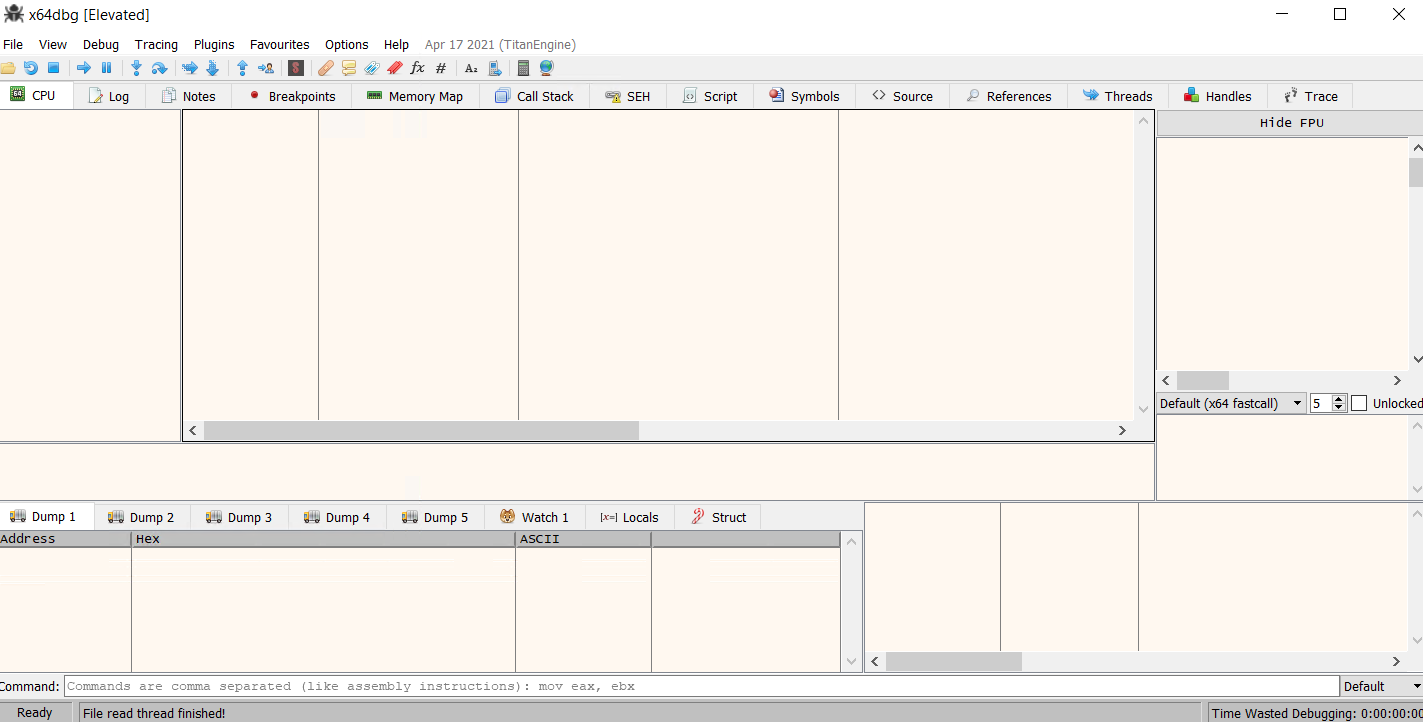 x64dbg [Elevated]
File View Debug Tracing Plugins Favourites Options Help Apr 17 2021 (TitanEngine)
fx # Az
64 CPU Log Notes Breakpoints Memory Map Call Stack SEH Script Symbols Source References Threads Handles Trace
Hide FPU
Default (x64 fastcall) 5 Unlocked
Dump 1 Dump 2 Dump 3 Dump 4 Dump 5 Watch 1 [x=] Locals Struct
Address Hex ASCII
Command: Commands are comma separated (like assembly instructions): mov eax, ebx Default
Ready File read thread finished! Time Wasted Debugging: 0:00:00:00